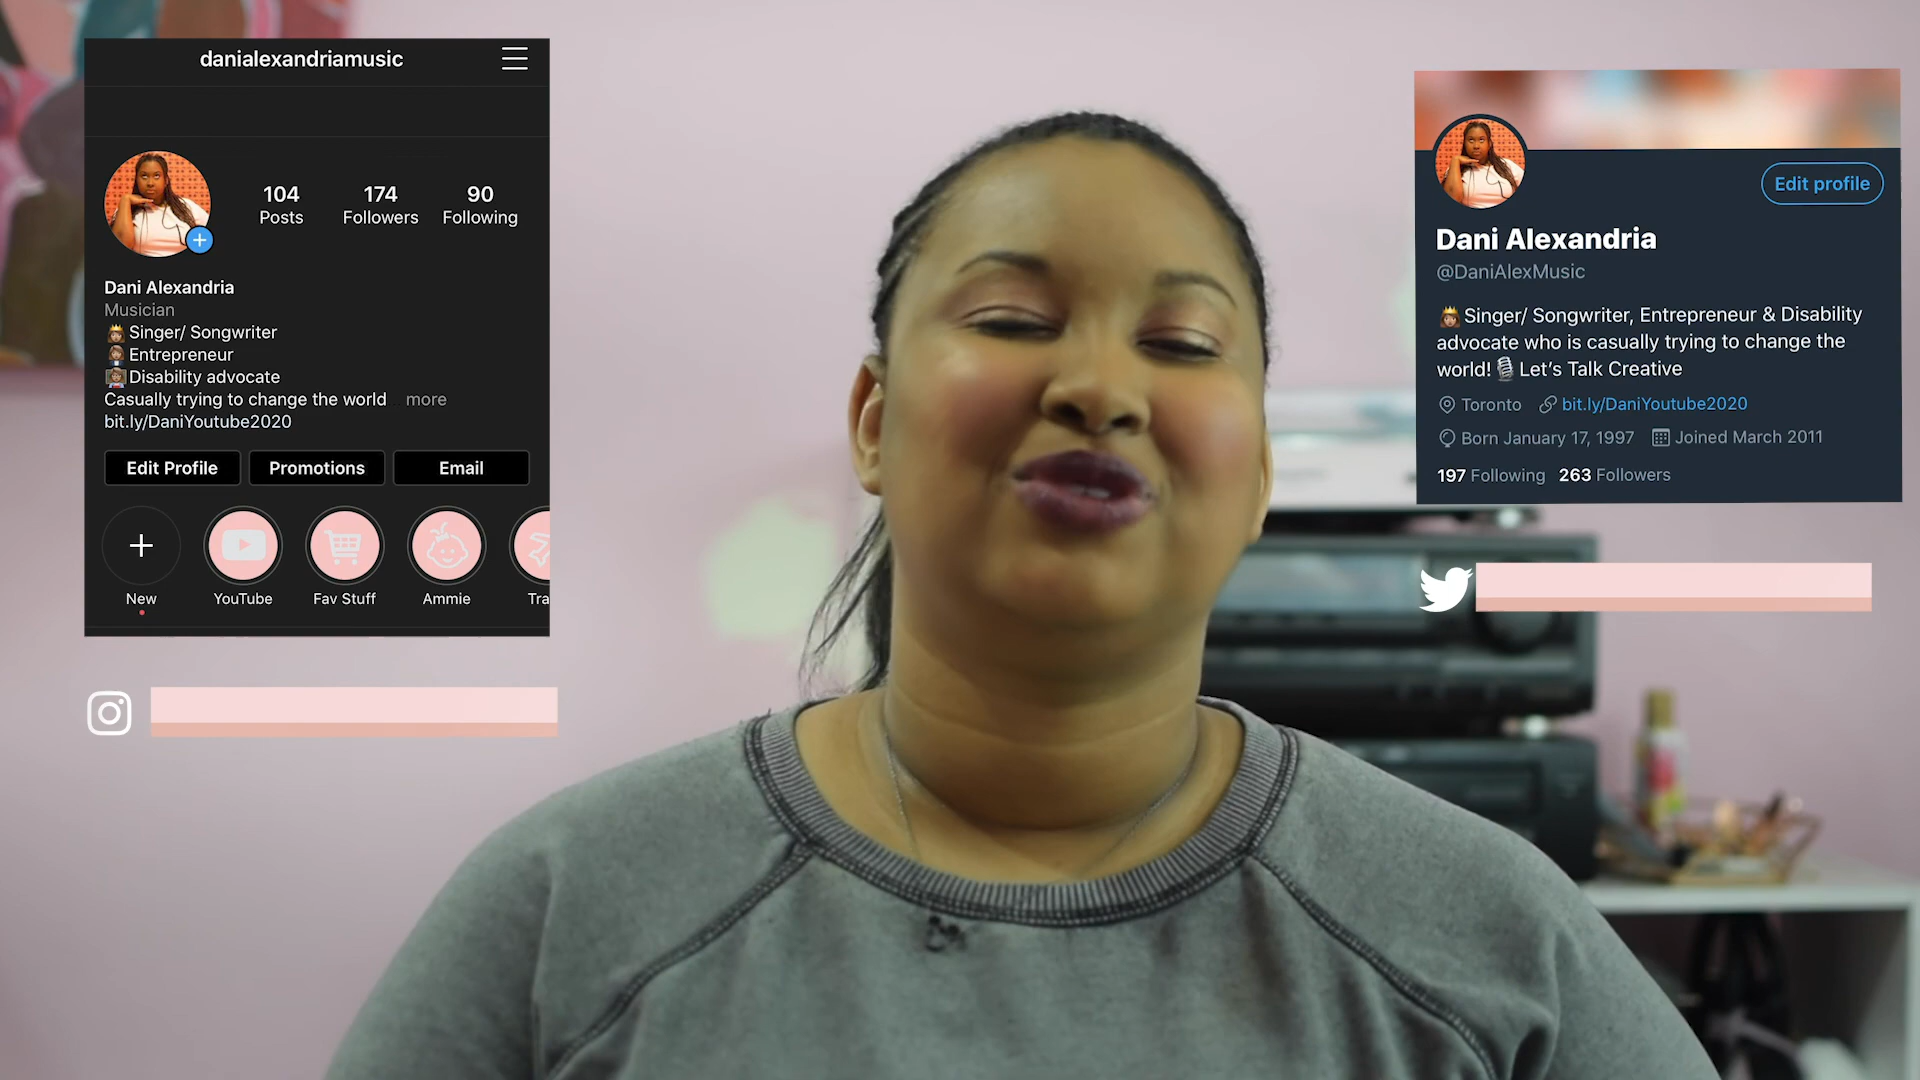 danialexandriamusic
104 174 90
Posts Followers Following
Dani Alexandria
Musician
👸🏽Singer/ Songwriter
👩🏽‍💼Entrepreneur
👩🏽‍🏫Disability advocate
Casually trying to change the world more
bit.ly/DaniYoutube2020
Edit Profile Promotions Email
New YouTube Fav Stuff Ammie Tra
Edit profile
Dani Alexandria
@DaniAlexMusic
👸🏽Singer/ Songwriter, Entrepreneur & Disability
advocate who is casually trying to change the
world!🎙Let’s Talk Creative
Toronto bit.ly/DaniYoutube2020
Born January 17, 1997 Joined March 2011
197 Following 263 Followers